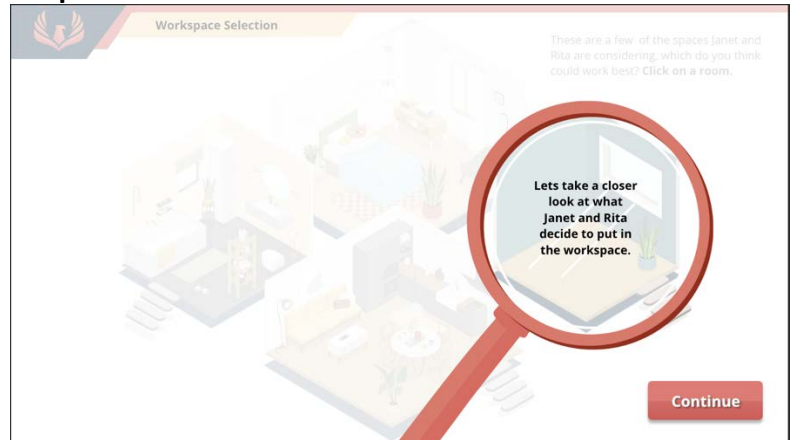 Workspace Selection
These are a few of the spaces Janet and
Rita are considering, which do you think
could work best? Click on a room.
Lets take a closer
look at what
Janet and Rita
decide to put in
the workspace.
Continue